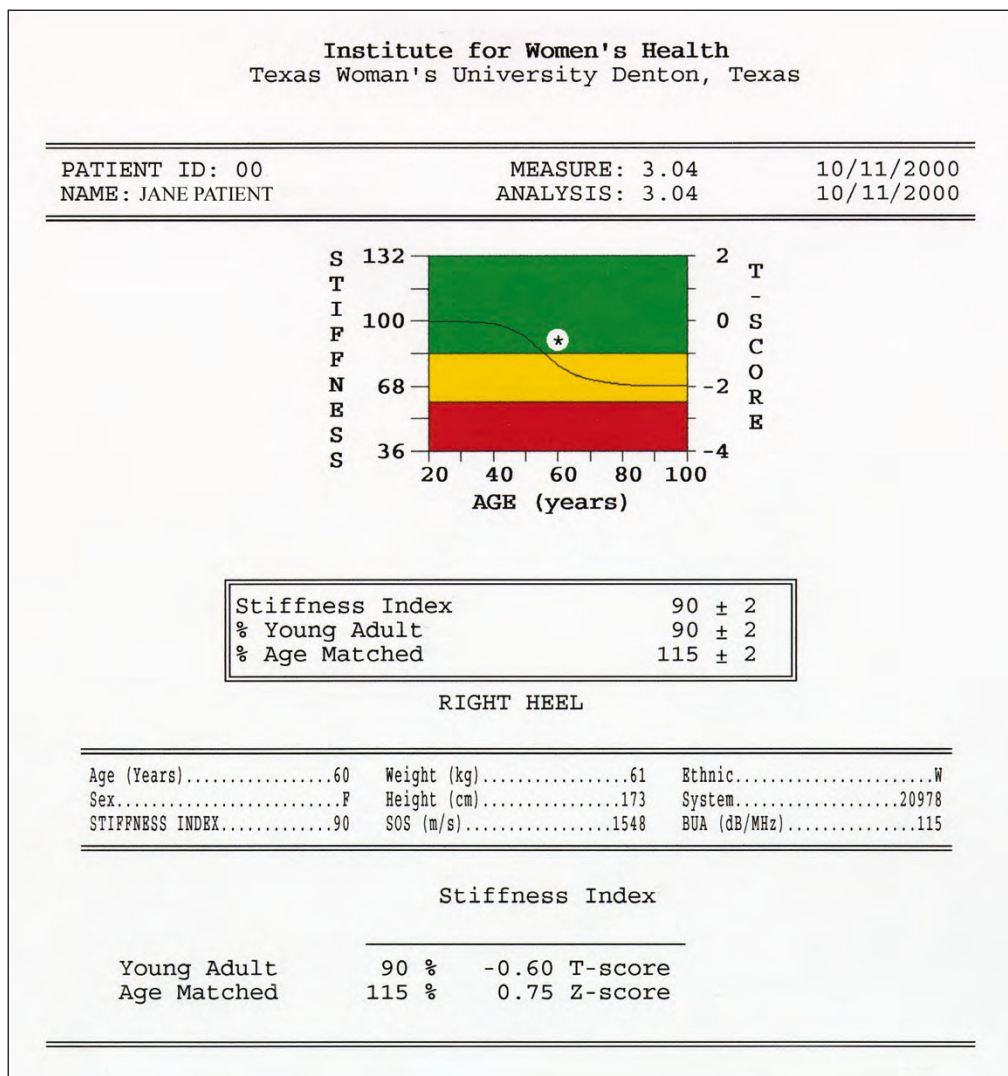 Institute for Women's Health
Texas Woman's University Denton, Texas
PATIENT ID: 00 MEASURE: 3.04 10/11/2000
NAME: JANE PATIENT ANALYSIS: 3.04 10/11/2000
STIFFNESS
132
100
68
36
2
0
-2
-4
T-SCORE
*
20 40 60 80 100
AGE (years)
Stiffness Index 90 ± 2
% Young Adult 90 ± 2
% Age Matched 115 ± 2
RIGHT HEEL
Age (Years).................60 Weight (kg).................61 Ethnic.......................W
Sex..........................F Height (cm)................173 System...................20978
STIFFNESS INDEX.............90 SOS (m/s)..................1548 BUA (dB/MHz)...............115
Stiffness Index
Young Adult 90 % -0.60 T-score
Age Matched 115 % 0.75 Z-score